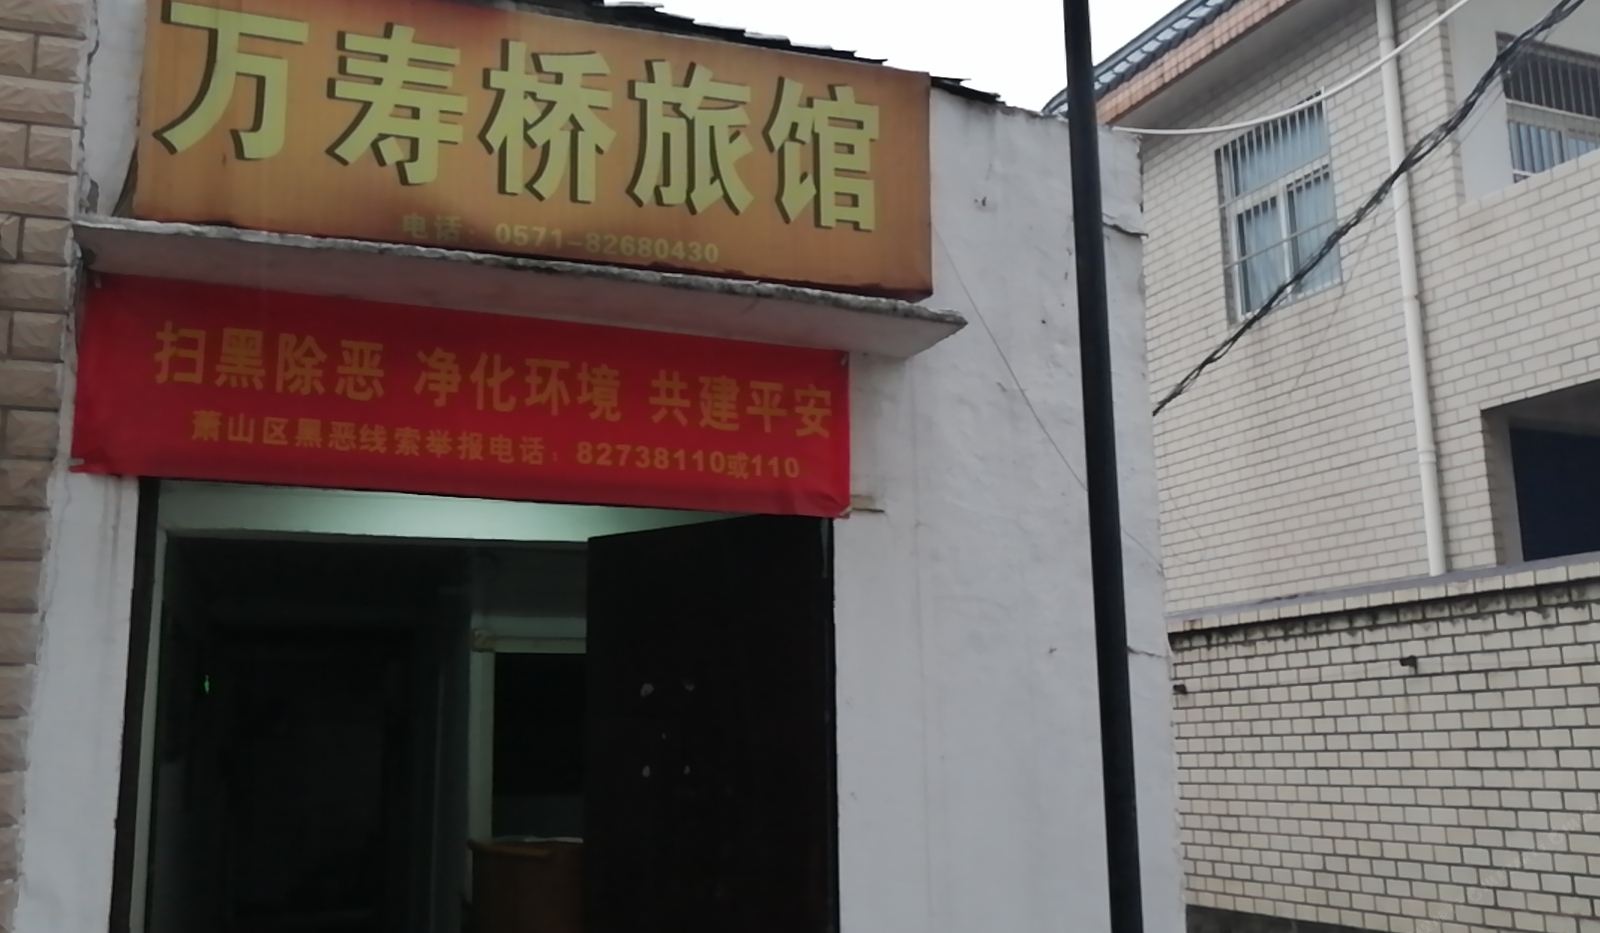 万寿桥旅馆
电话：0571-82680430
扫黑除恶 净化环境 共建平安
萧山区黑恶线索举报电话：82738110或110